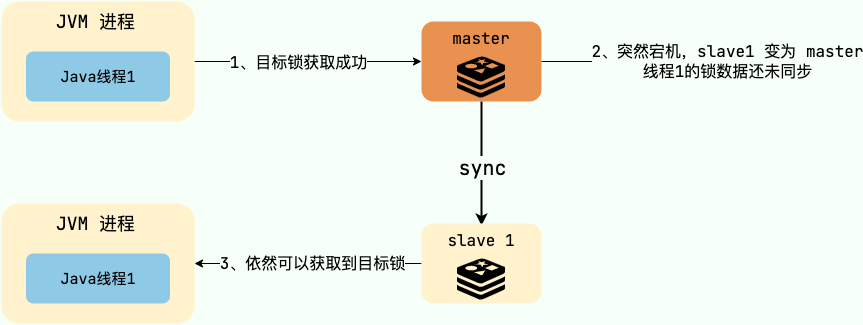 JVM 进程
Java线程1
1、目标锁获取成功
master
2、突然宕机，slave1 变为 master
线程1的锁数据还未同步
sync
JVM 进程
Java线程1
3、依然可以获取到目标锁
slave 1